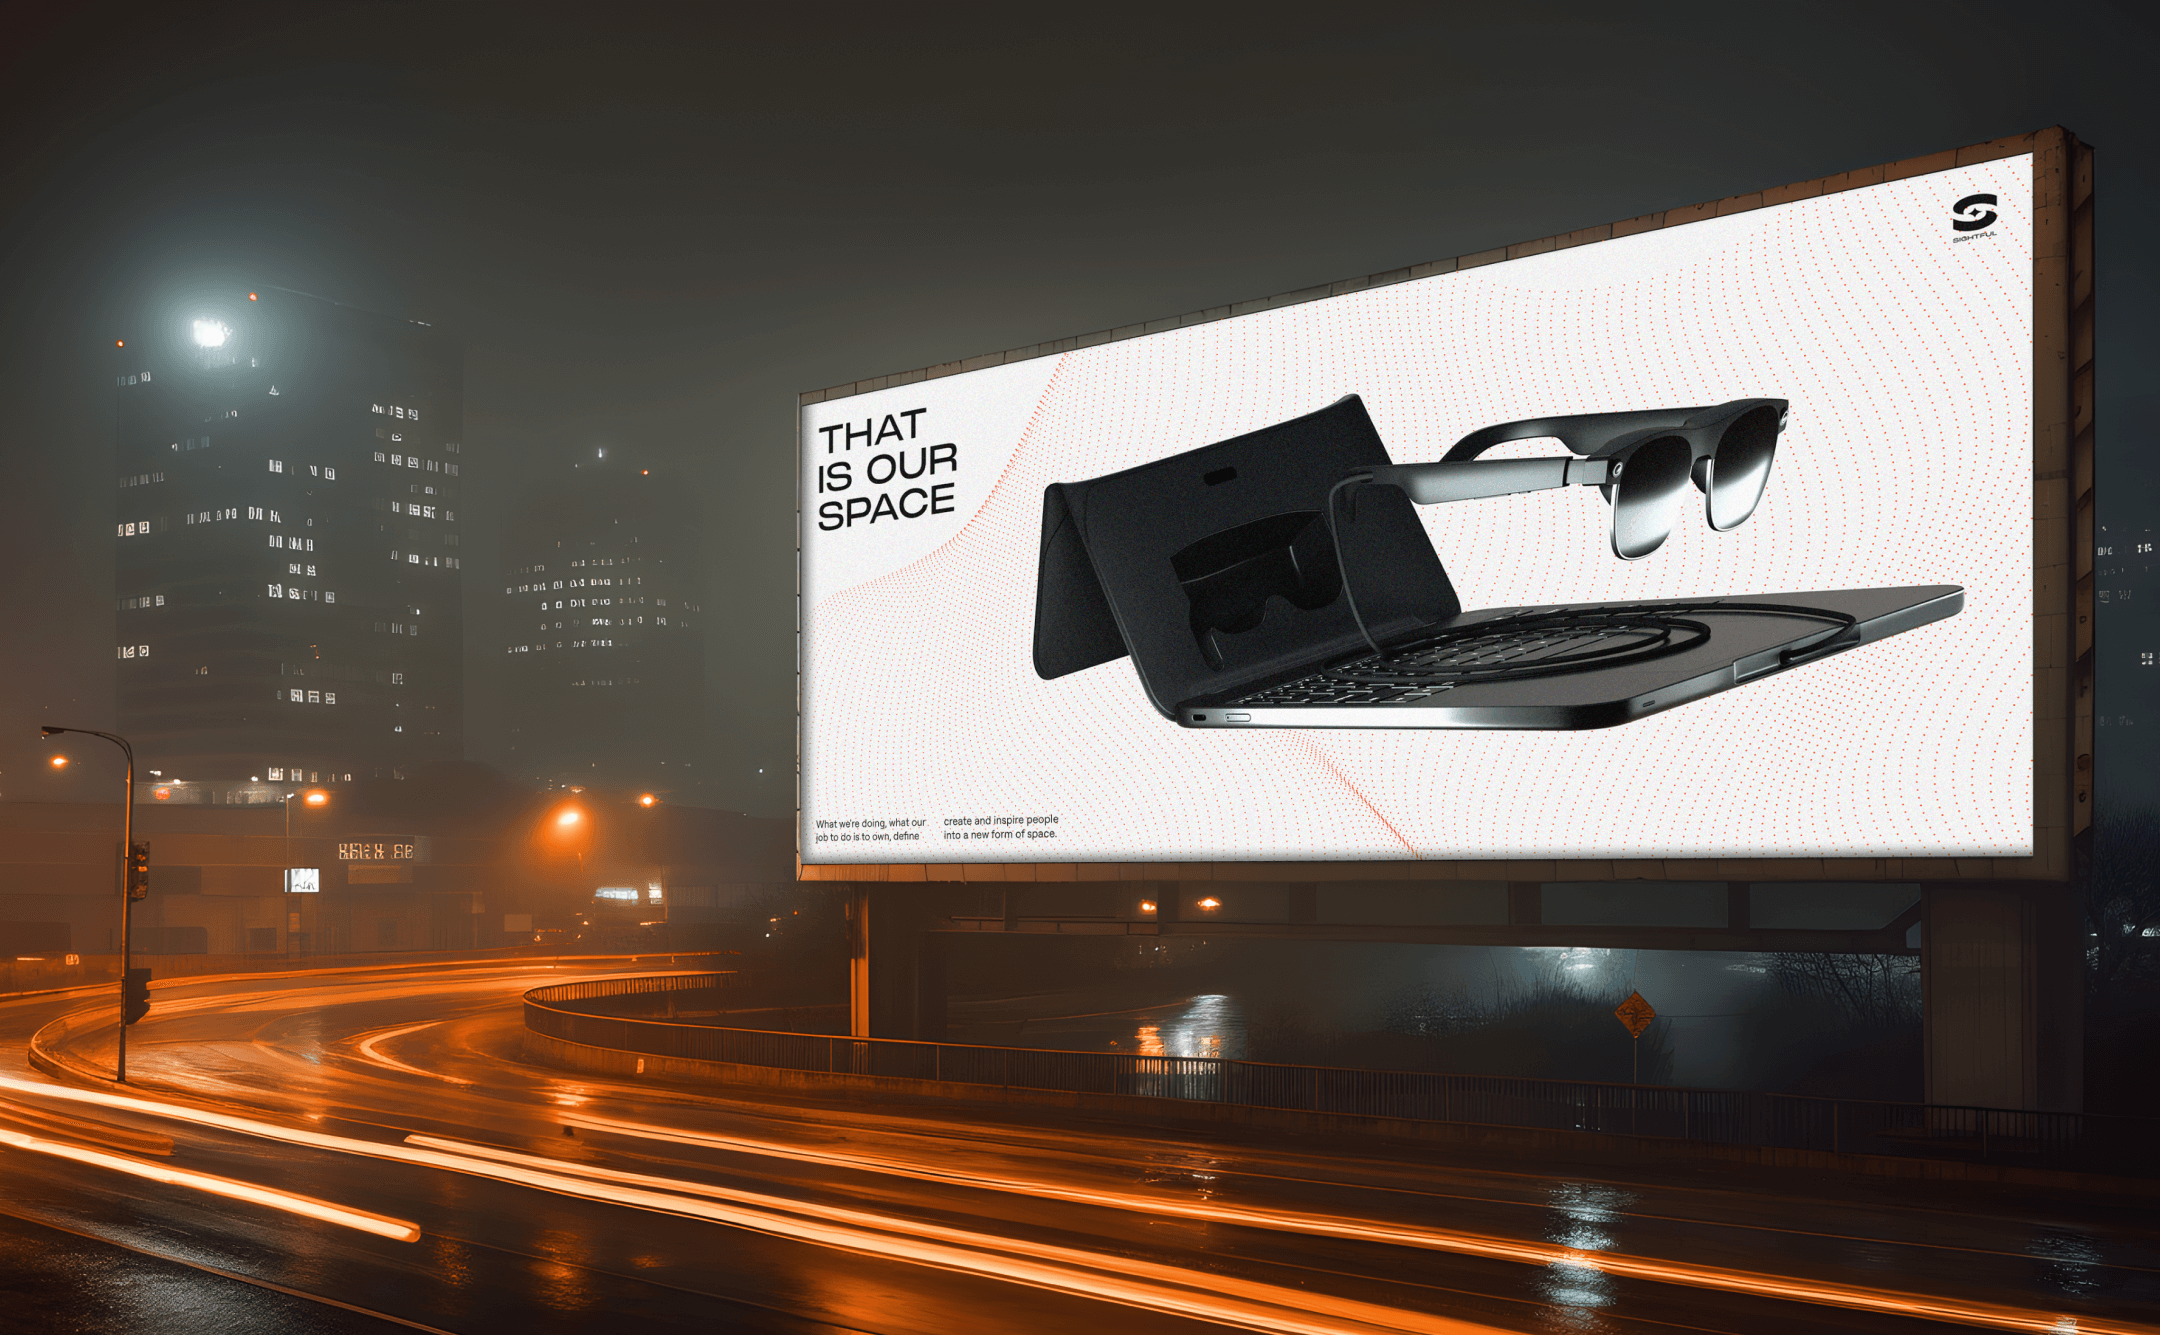 THAT
IS OUR
SPACE
SIGHTFUL
What we're doing, what our
job to do is to own, define
create and inspire people
into a new form of space.